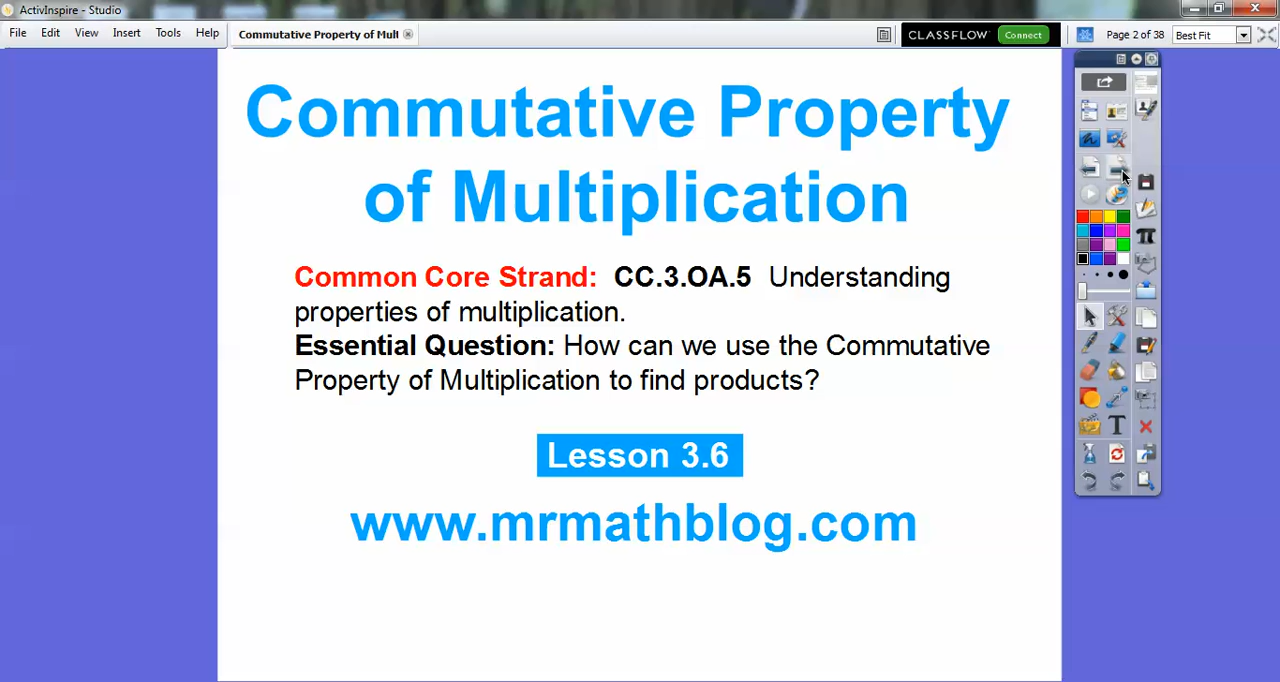 ActivInspire - Studio
File Edit View Insert Tools Help Commutative Property of Mult CLASSFLOW Connect Page 2 of 38 Best Fit
Commutative Property
of Multiplication
Common Core Strand: CC.3.OA.5 Understanding
properties of multiplication.
Essential Question: How can we use the Commutative
Property of Multiplication to find products?
Lesson 3.6
www.mrmathblog.com